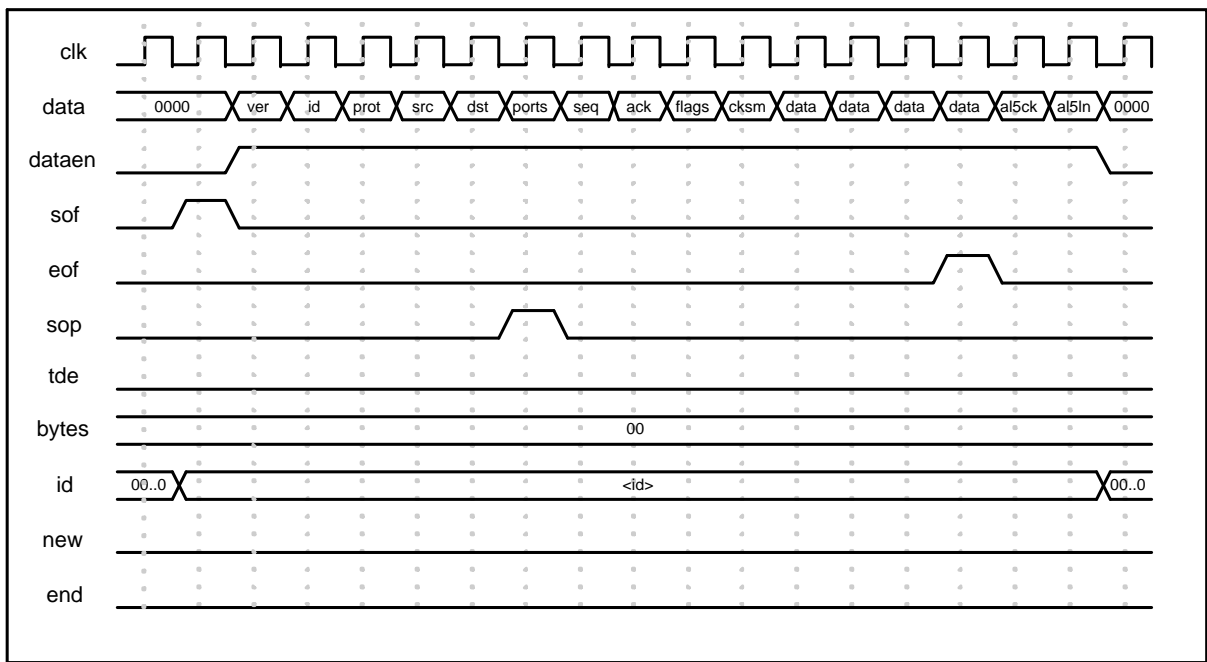 clk
data 0000 ver id prot src dst ports seq ack flags cksm data data data data al5ck al5ln 0000
dataen
sof
eof
sop
tde
bytes 00
id 00..0 <id> 00..0
new
end